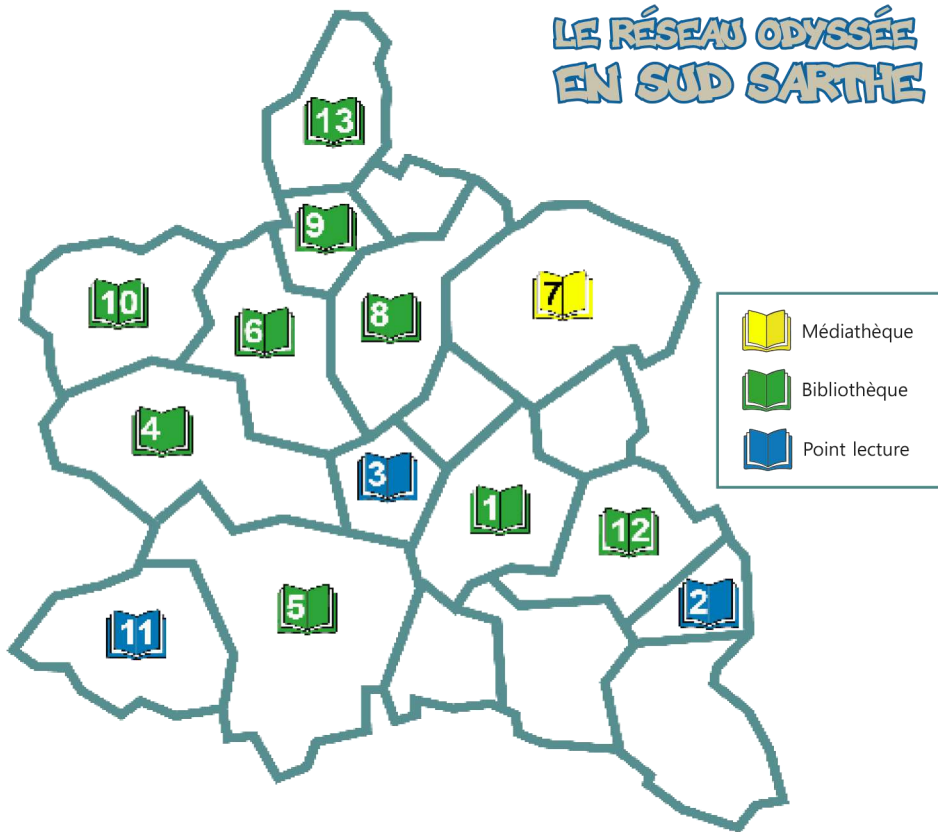 LE RÉSEAU ODYSSÉE
EN SUD SARTHE
13
9
10
6
8
7
4
3
1
12
5
11
2
Médiathèque
Bibliothèque
Point lecture